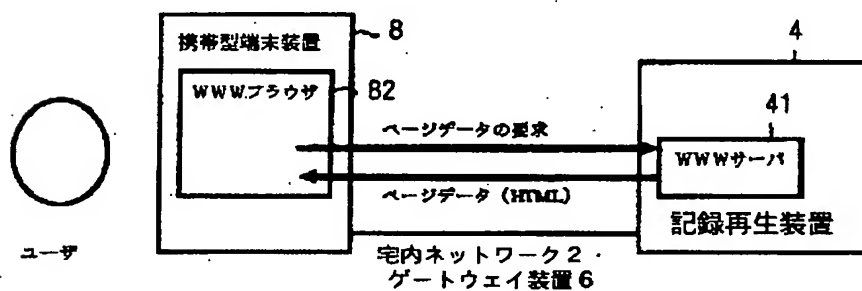 携帯型端末装置
8
4
WWWブラウザ
82
41
ページデータの要求
WWWサーバ
ページデータ（HTML）
記録再生装置
ユーザ
宅内ネットワーク2・
ゲートウェイ装置6